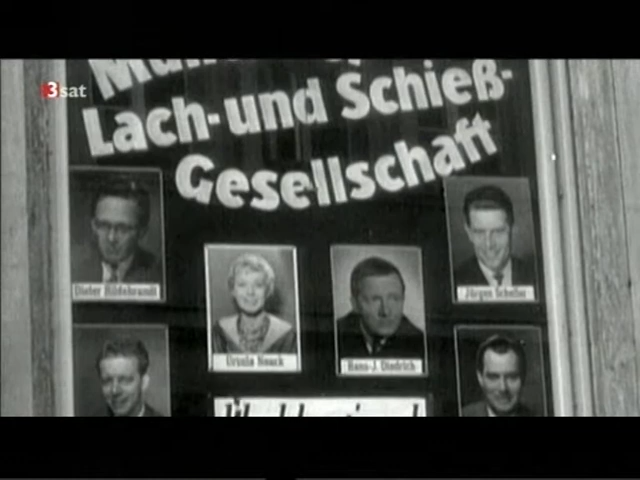 3sat
Lach- und Schieß-
Gesellschaft
Dieter Hildebrandt
Jürgen Scheller
Ursula Noack
Hans-J. Diedrich